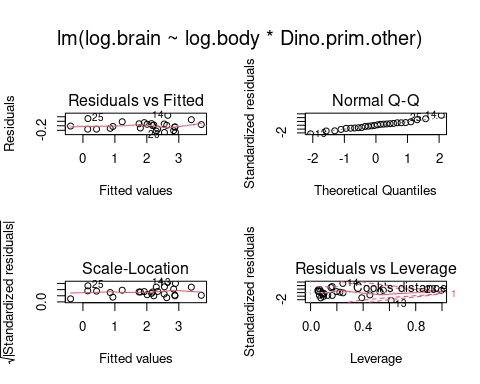 lm(log.brain ~ log.body * Dino.prim.other)
Residuals vs Fitted
Residuals
-0.2
25
14
0 1 2 3
Fitted values
Normal Q-Q
Standardized residuals
-2
13
14
-2 -1 0 1 2
Theoretical Quantiles
Scale-Location
√|Standardized residuals|
0.0
25
0 1 2 3
Fitted values
Residuals vs Leverage
Standardized residuals
-2
Cook's distance
13
1
0.0 0.4 0.8
Leverage